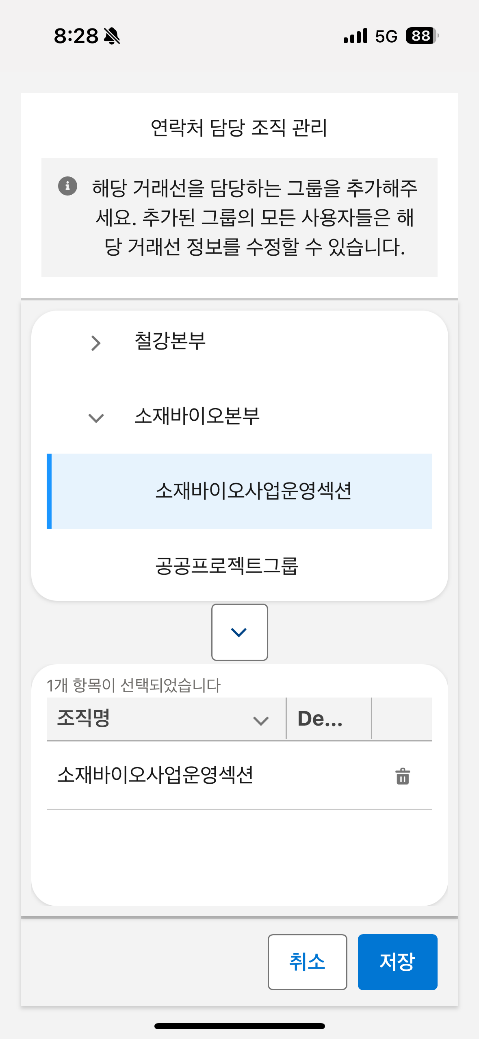 8:28
5G
88
연락처 담당 조직 관리
해당 거래선을 담당하는 그룹을 추가해주
세요. 추가된 그룹의 모든 사용자들은 해
당 거래선 정보를 수정할 수 있습니다.
철강본부
소재바이오본부
소재바이오사업운영섹션
공공프로젝트그룹
1개 항목이 선택되었습니다
조직명 De...
소재바이오사업운영섹션
취소 저장